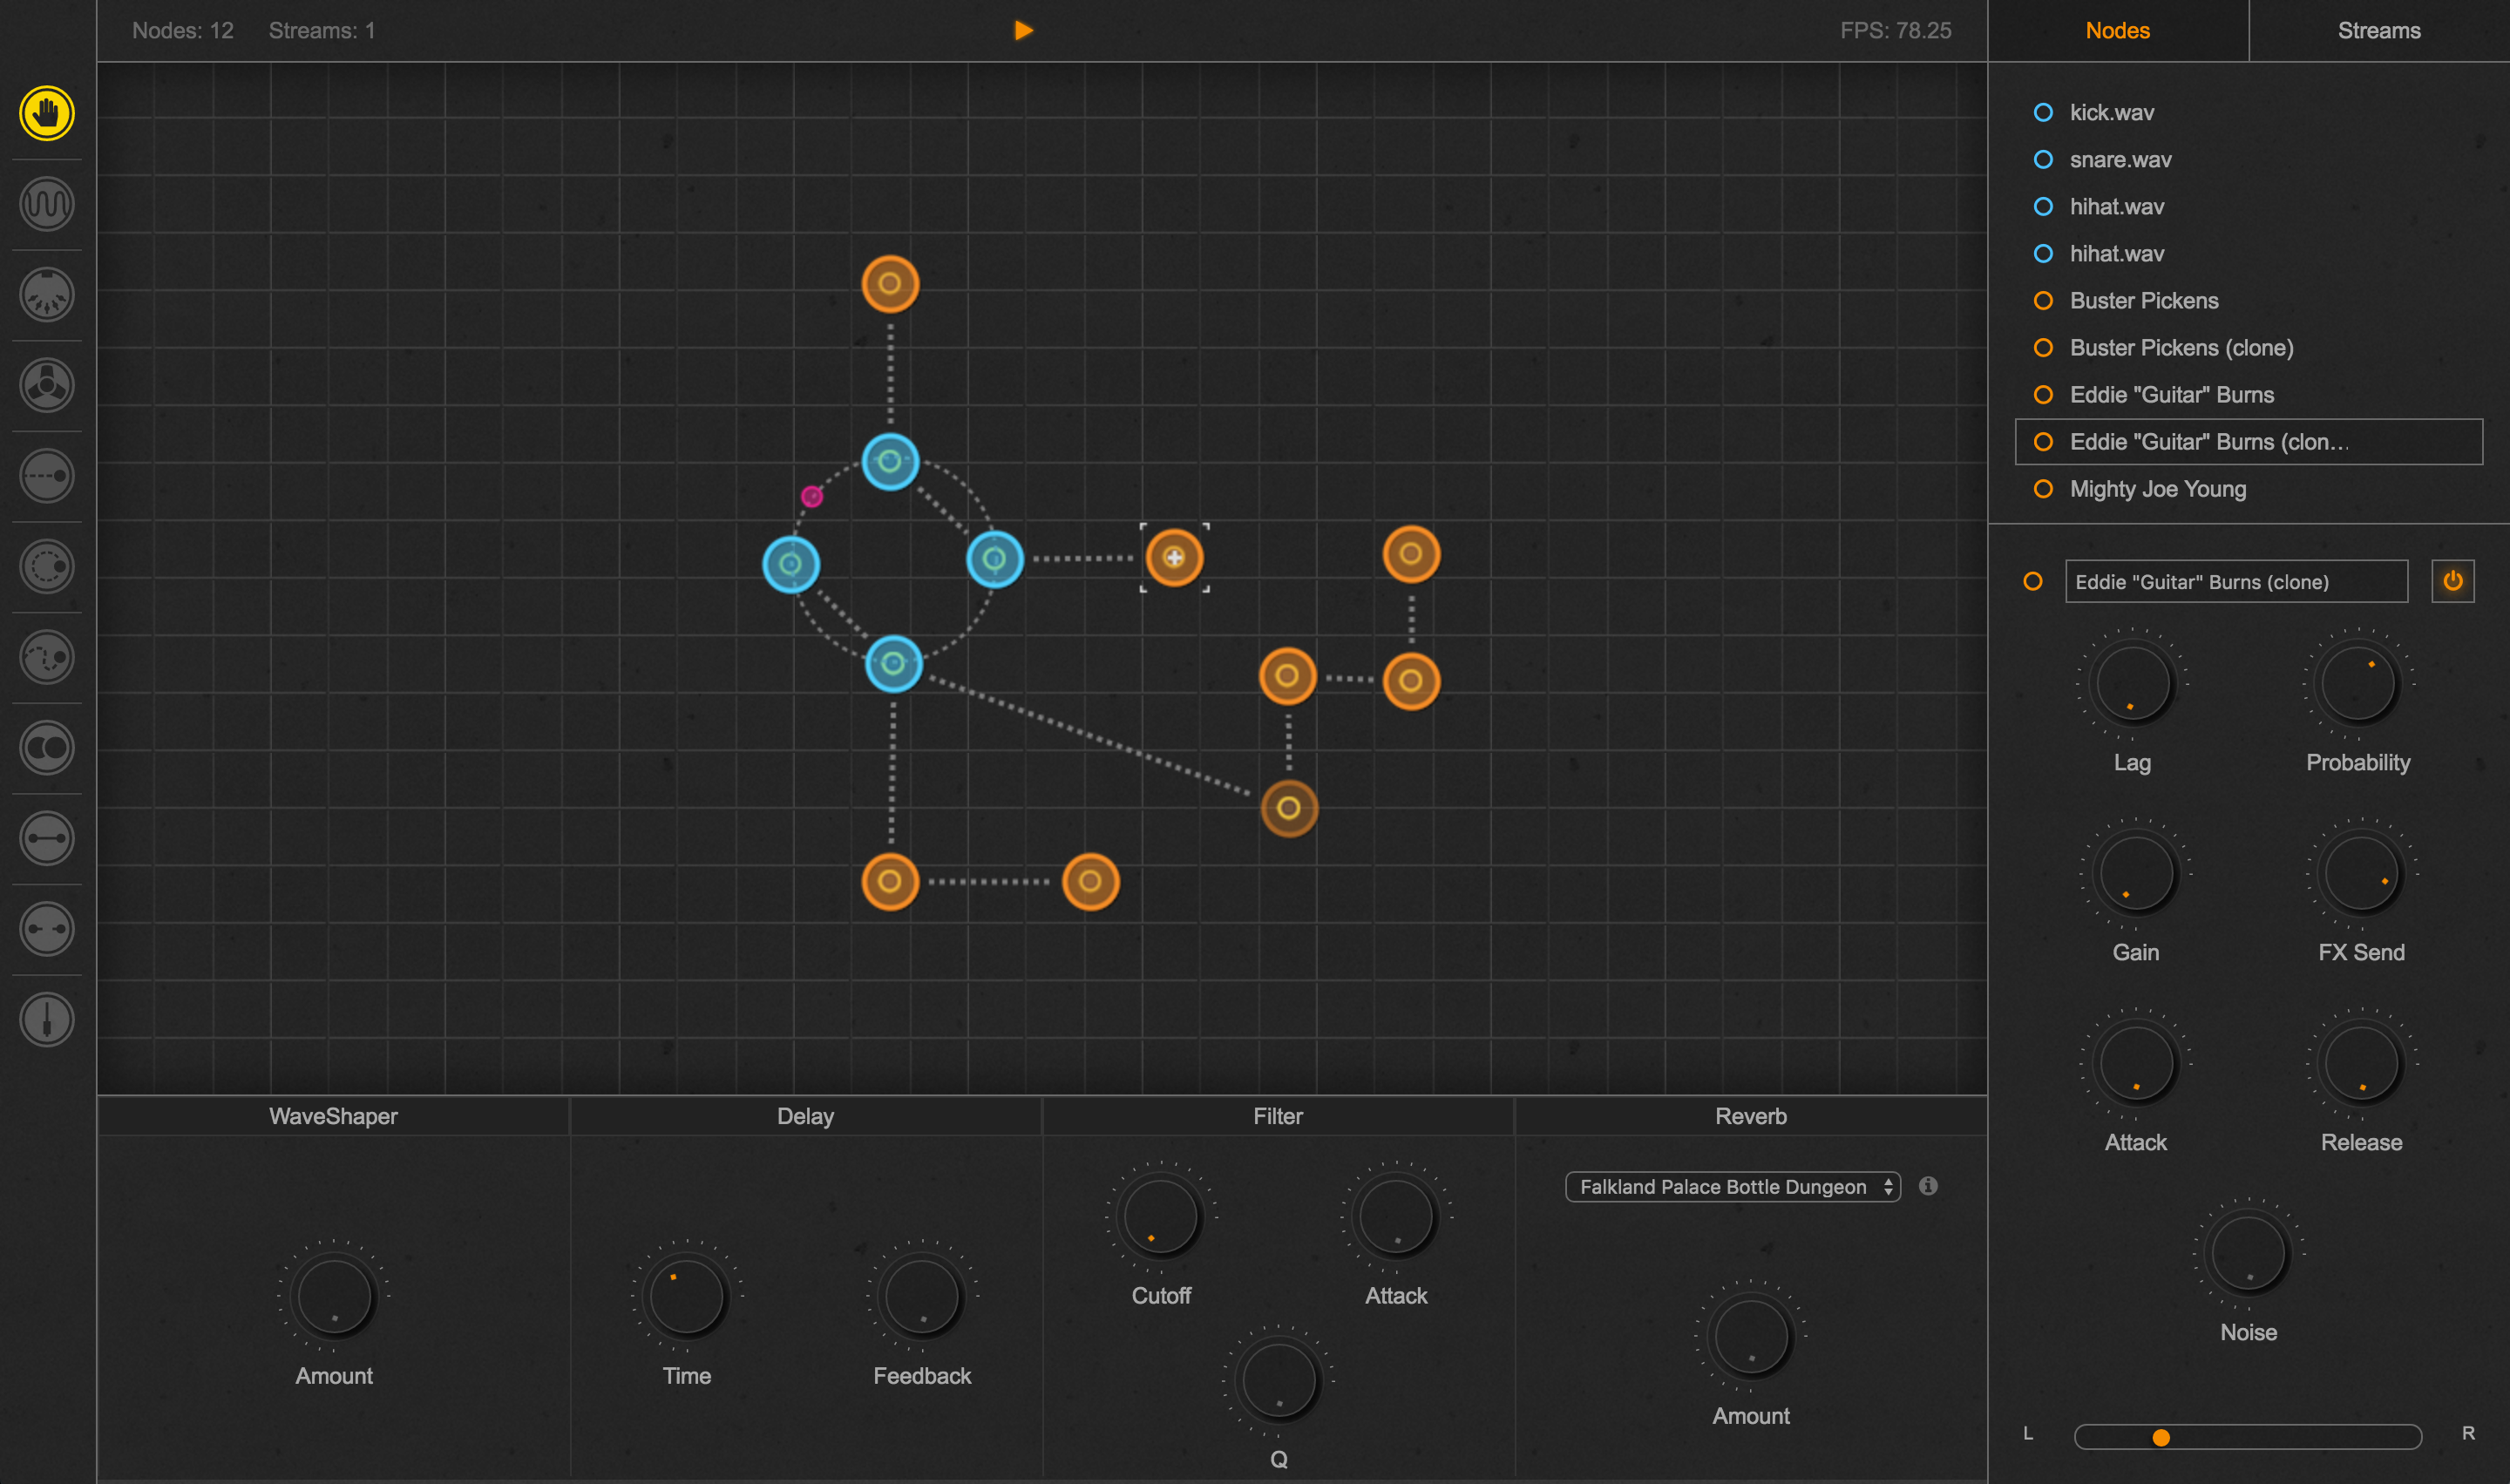 Nodes: 12 Streams: 1 FPS: 78.25
Nodes Streams
kick.wav
snare.wav
hihat.wav
hihat.wav
Buster Pickens
Buster Pickens (clone)
Eddie "Guitar" Burns
Eddie "Guitar" Burns (clon…
Mighty Joe Young
Eddie "Guitar" Burns (clone)
Lag Probability
Gain FX Send
Attack Release
Noise
L R
WaveShaper Delay Filter Reverb
Falkland Palace Bottle Dungeon
Cutoff Attack
Amount Time Feedback
Amount
Q